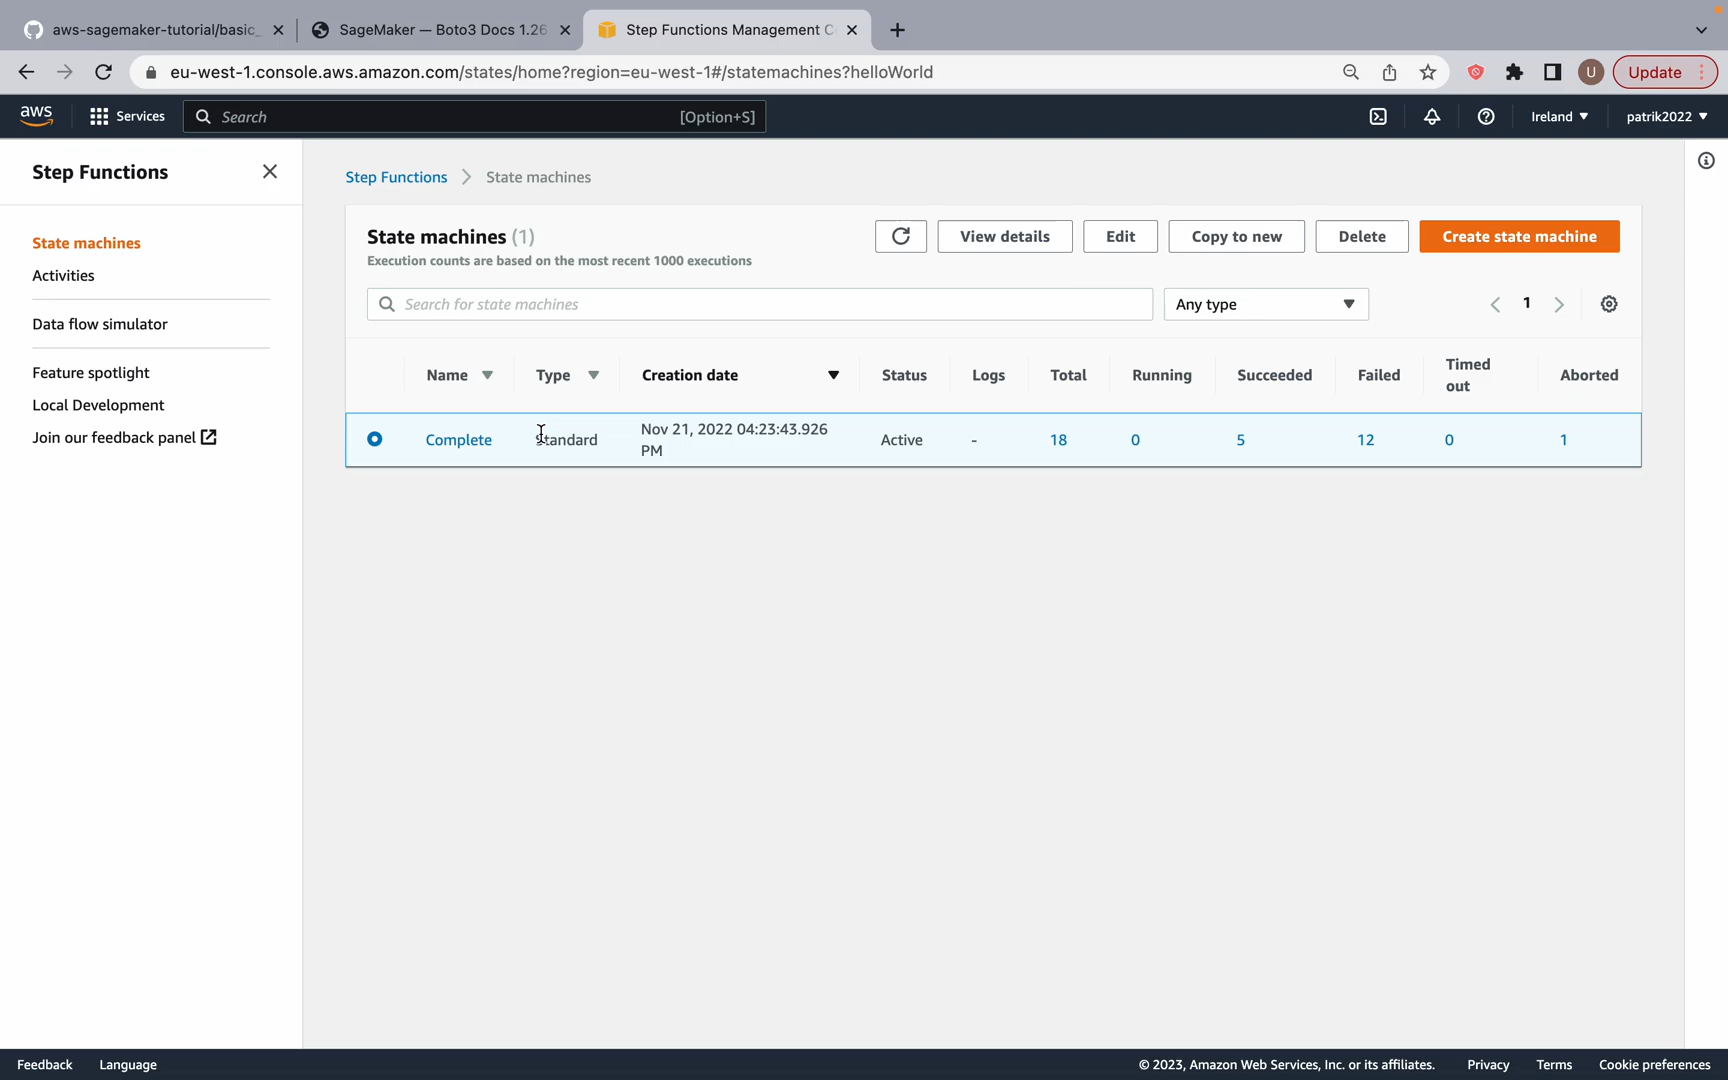 aws-sagemaker-tutorial/basic_
SageMaker — Boto3 Docs 1.26
Step Functions Management C
eu-west-1.console.aws.amazon.com/states/home?region=eu-west-1#/statemachines?helloWorld
U
Update
aws
Services
Search
[Option+S]
Ireland
patrik2022
Step Functions
State machines
Activities
Data flow simulator
Feature spotlight
Local Development
Join our feedback panel
Step Functions
State machines
State machines (1)
Execution counts are based on the most recent 1000 executions
View details
Edit
Copy to new
Delete
Create state machine
Search for state machines
Any type
1
Name
Type
Creation date
Status
Logs
Total
Running
Succeeded
Failed
Timed
out
Aborted
Complete
Standard
Nov 21, 2022 04:23:43.926
PM
Active
-
18
0
5
12
0
1
Feedback
Language
© 2023, Amazon Web Services, Inc. or its affiliates.
Privacy
Terms
Cookie preferences